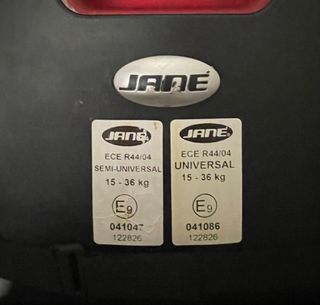 JANÉ
JANÉ
ECE R44/04
SEMI-UNIVERSAL
15 - 36 kg
E9
041047
122826
JANÉ
ECE R44/04
UNIVERSAL
15 - 36 kg
E9
041086
122826